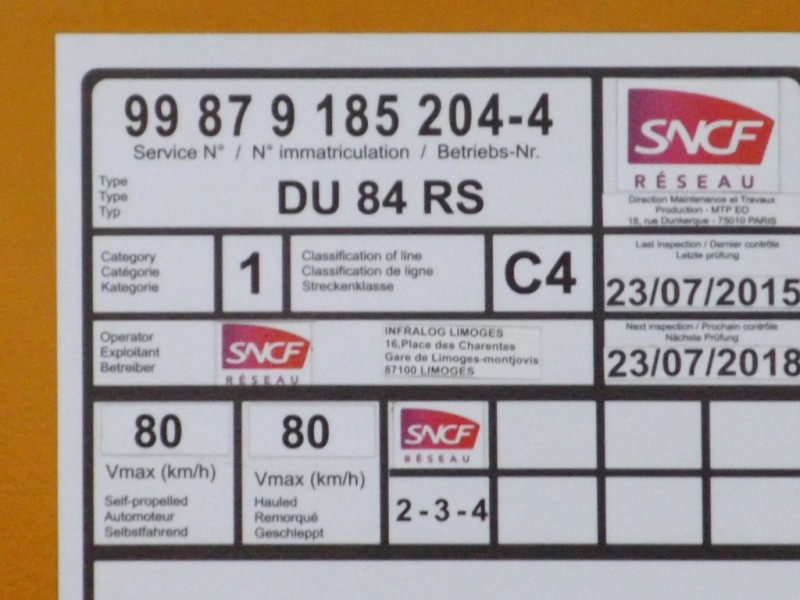 99 87 9 185 204-4
Service N° / N° immatriculation / Betriebs-Nr.
Type
Type
Typ
DU 84 RS
SNCF
RÉSEAU
Direction Maintenance et Travaux
Production - MTP EO
18, rue Dunkerque - 75010 PARIS
Category
Catégorie
Kategorie
1
Classification of line
Classification de ligne
Streckenklasse
C4
Last inspection / Dernier contrôle
Letzte prüfung
23/07/2015
Operator
Exploitant
Betreiber
SNCF
RÉSEAU
INFRALOG LIMOGES
16,Place des Charentes
Gare de Limoges-montjovis
87100 LIMOGES
Next inspection / Prochain contrôle
Nächste Prüfung
23/07/2018
80
Vmax (km/h)
Self-propelled
Automoteur
Selbstfahrend
80
Vmax (km/h)
Hauled
Remorqué
Geschleppt
SNCF
RÉSEAU
2 - 3 - 4